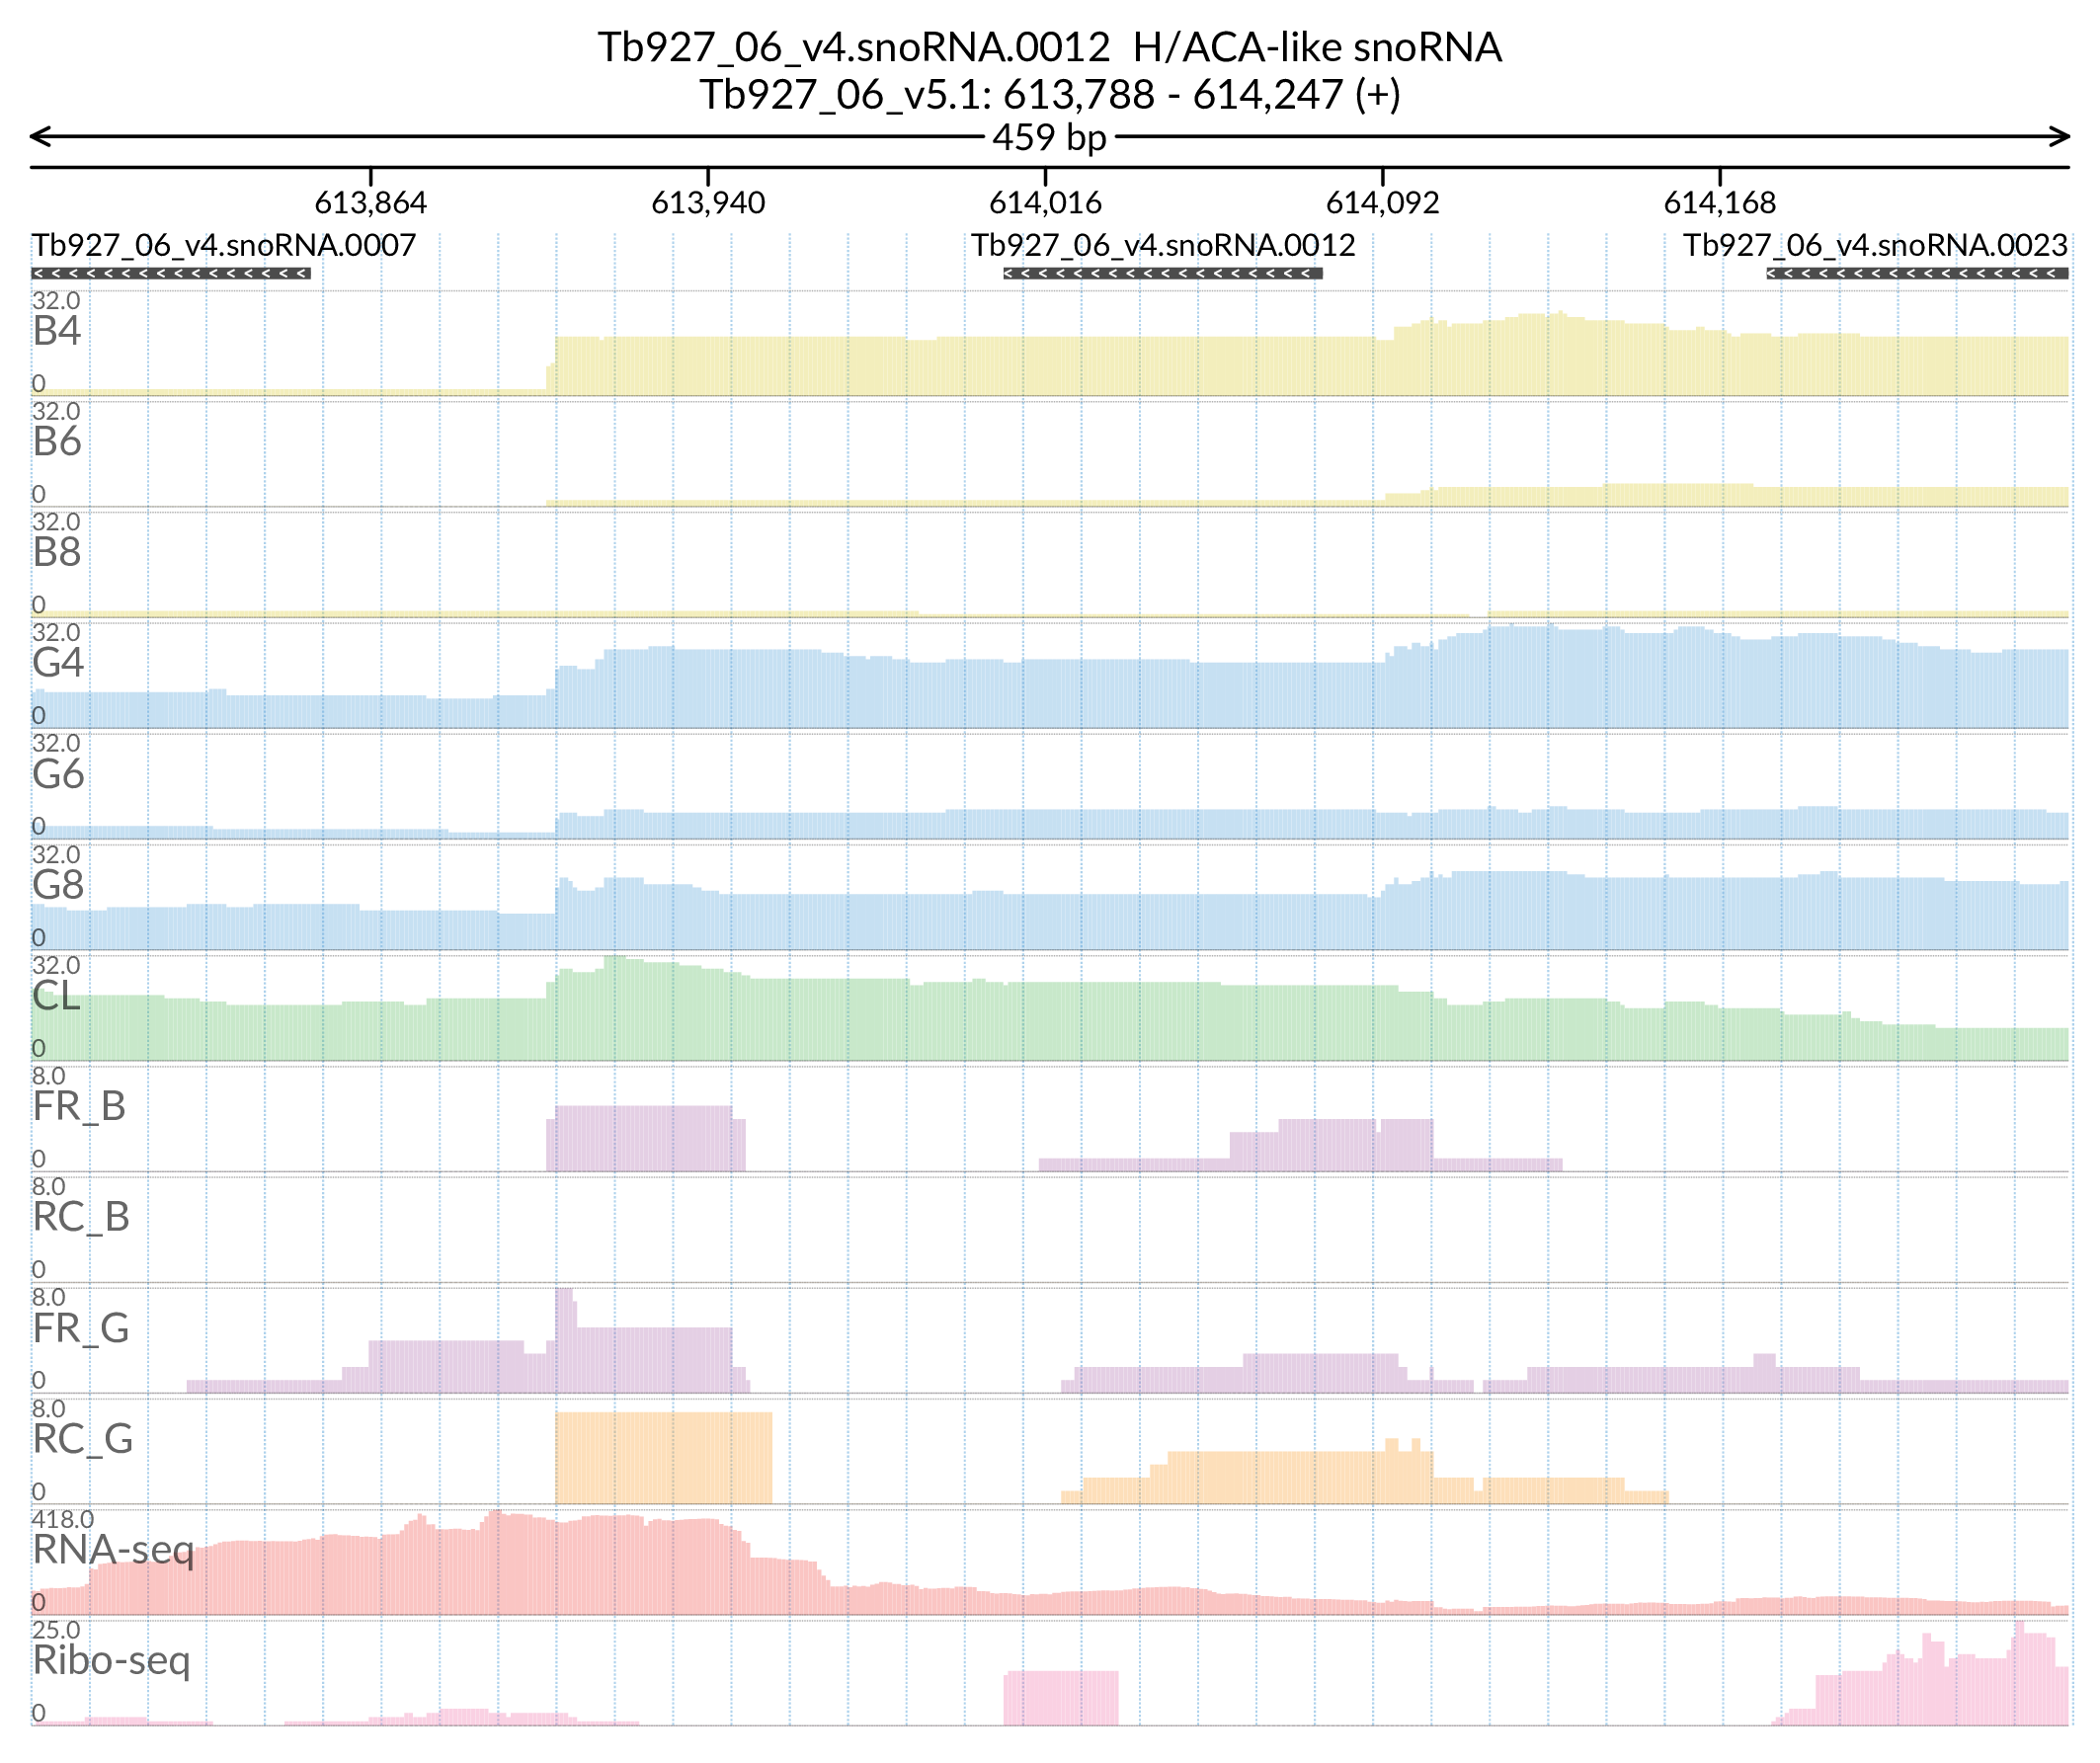 Tb927_06_v4.snoRNA.0012  H/ACA-like snoRNA
Tb927_06_v5.1: 613,788 - 614,247 (+)
459 bp
613,864 613,940 614,016 614,092 614,168
Tb927_06_v4.snoRNA.0007 Tb927_06_v4.snoRNA.0012 Tb927_06_v4.snoRNA.0023
32.0
B4
0
32.0
B6
0
32.0
B8
0
32.0
G4
0
32.0
G6
0
32.0
G8
0
32.0
CL
0
8.0
FR_B
0
8.0
RC_B
0
8.0
FR_G
0
8.0
RC_G
0
418.0
RNA-seq
0
25.0
Ribo-seq
0